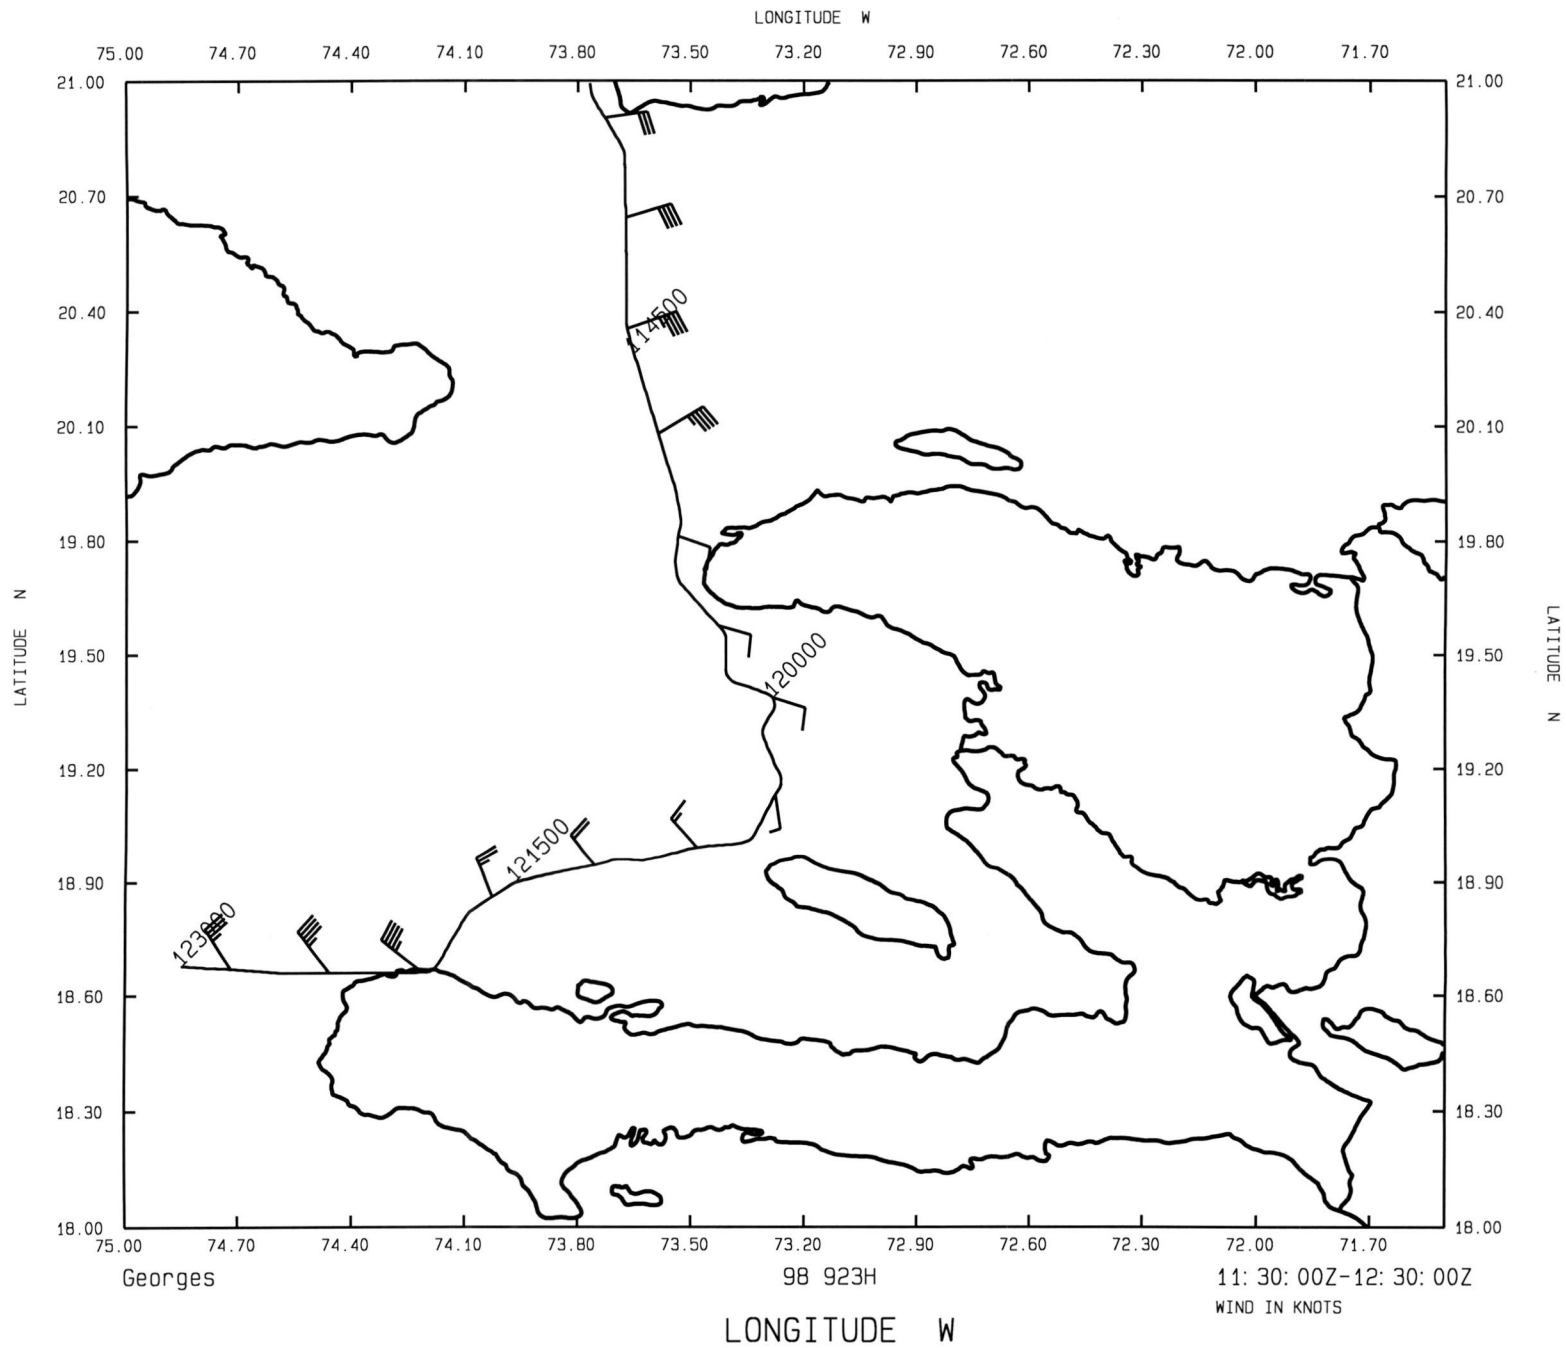 LONGITUDE W
75.00 74.70 74.40 74.10 73.80 73.50 73.20 72.90 72.60 72.30 72.00 71.70
21.00 21.00
20.70 20.70
114500
20.40 20.40
20.10 20.10
19.80 19.80
LATITUDE N
LATITUDE N
120000
19.50 19.50
19.20 19.20
121500
18.90 18.90
123000
18.60 18.60
18.30 18.30
18.00 18.00
75.00 74.70 74.40 74.10 73.80 73.50 73.20 72.90 72.60 72.30 72.00 71.70
Georges 98 923H 11:30:00Z-12:30:00Z
WIND IN KNOTS
LONGITUDE W